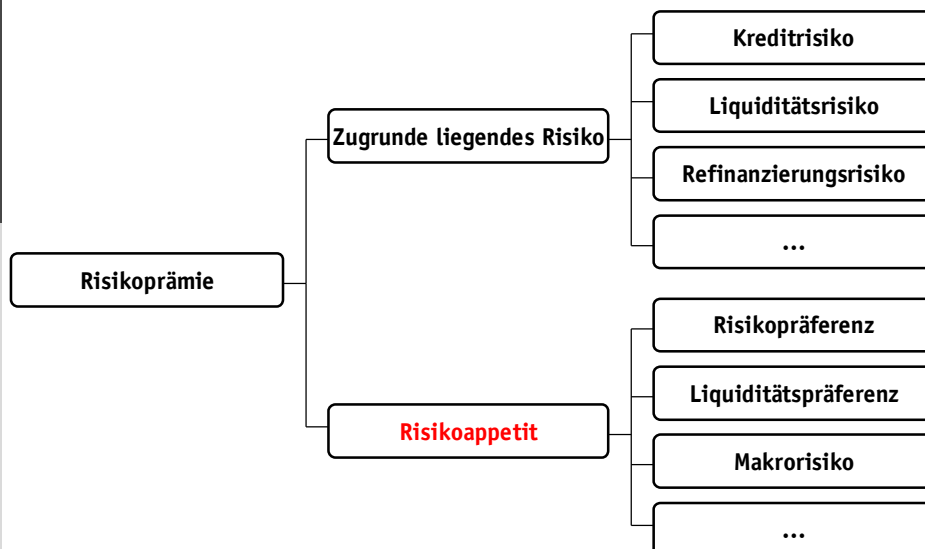 Kreditrisiko
Liquiditätsrisiko
Zugrunde liegendes Risiko
Refinanzierungsrisiko
...
Risikoprämie
Risikopräferenz
Liquiditätspräferenz
Risikoappetit
Makrorisiko
...